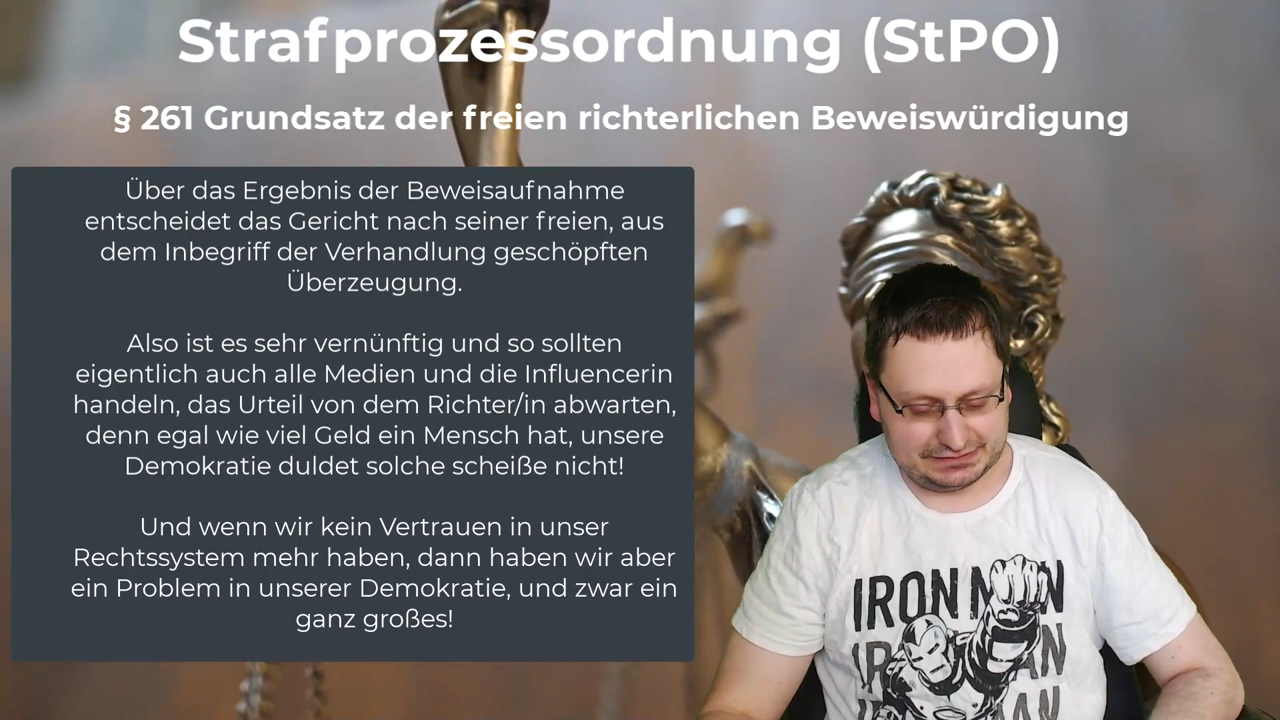 Strafprozessordnung (StPO)
§ 261 Grundsatz der freien richterlichen Beweiswürdigung
Über das Ergebnis der Beweisaufnahme
entscheidet das Gericht nach seiner freien, aus
dem Inbegriff der Verhandlung geschöpften
Überzeugung.
Also ist es sehr vernünftig und so sollten
eigentlich auch alle Medien und die Influencerin
handeln, das Urteil von dem Richter/in abwarten,
denn egal wie viel Geld ein Mensch hat, unsere
Demokratie duldet solche scheiße nicht!
Und wenn wir kein Vertrauen in unser
Rechtssystem mehr haben, dann haben wir aber
ein Problem in unserer Demokratie, und zwar ein
ganz großes!
IRON MAN
IRON MAN
IRON MAN